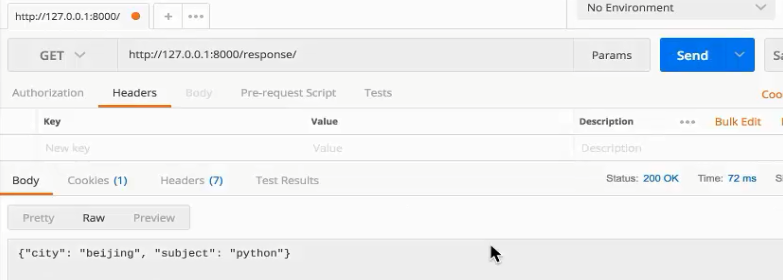 http://127.0.0.1:8000/ + ••• No Environment
GET http://127.0.0.1:8000/response/ Params Send
Authorization Headers Body Pre-request Script Tests
Key Value Description ••• Bulk Edit
New key Value Description
Body Cookies (1) Headers (7) Test Results Status: 200 OK Time: 72 ms
Pretty Raw Preview
{"city": "beijing", "subject": "python"}